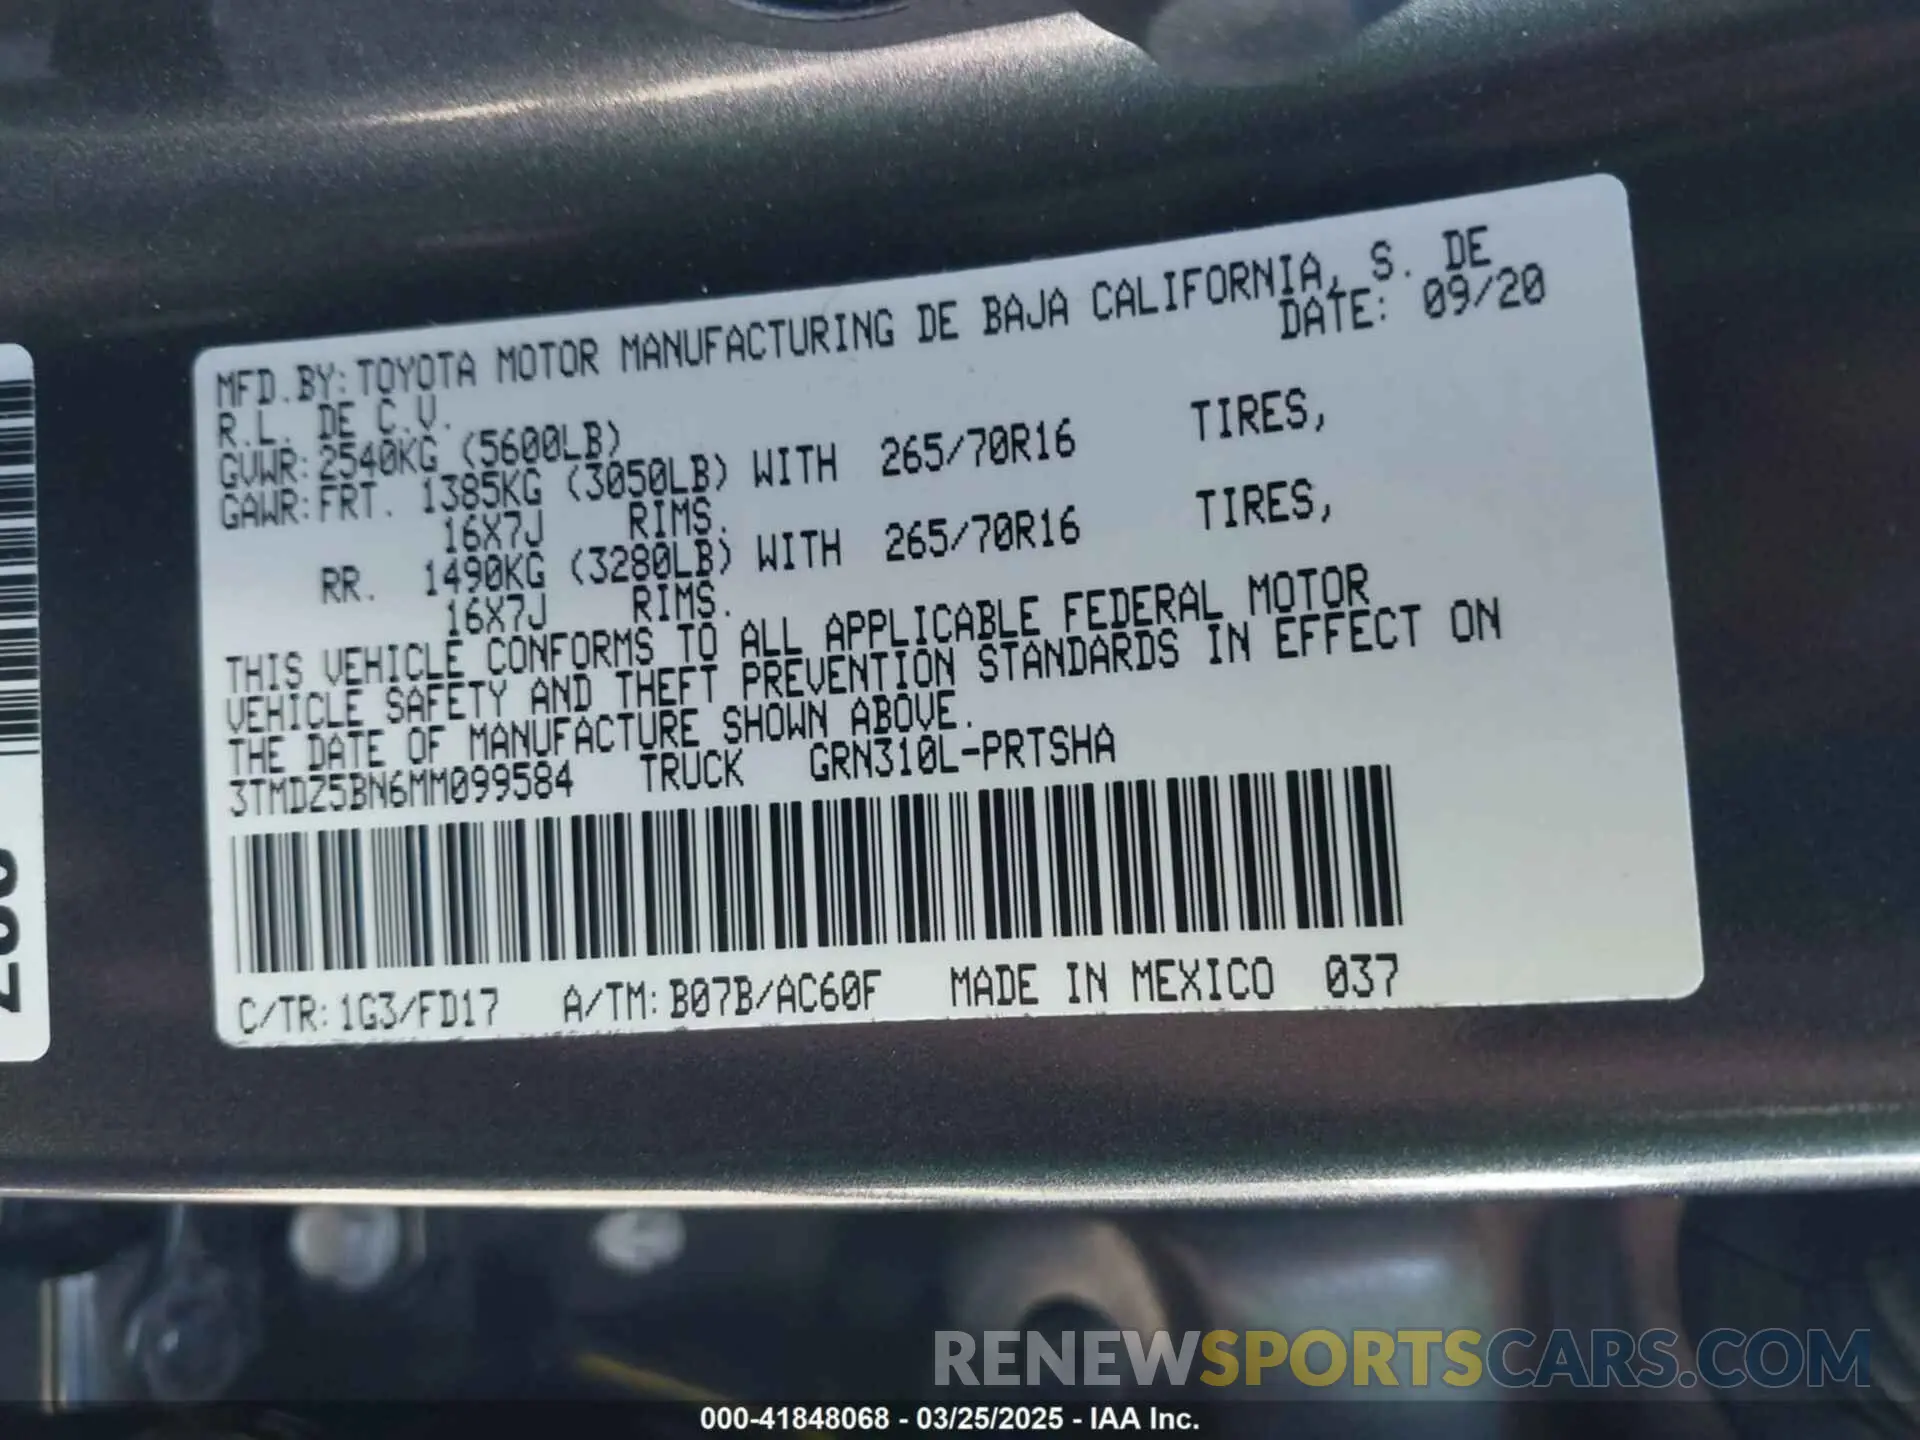 MFD.BY:TOYOTA MOTOR MANUFACTURING DE BAJA CALIFORNIA, S. DE
R.L. DE C.V. DATE: 09/20
GVWR:2540KG (5600LB)
GAWR:FRT. 1385KG (3050LB) WITH 265/70R16 TIRES,
16X7J RIMS.
RR. 1490KG (3280LB) WITH 265/70R16 TIRES,
16X7J RIMS.
THIS VEHICLE CONFORMS TO ALL APPLICABLE FEDERAL MOTOR
VEHICLE SAFETY AND THEFT PREVENTION STANDARDS IN EFFECT ON
THE DATE OF MANUFACTURE SHOWN ABOVE.
3TMDZ5BN6MM099584 TRUCK GRN310L-PRTSHA
C/TR:1G3/FD17 A/TM:B07B/AC60F MADE IN MEXICO 037
RENEWSPORTSCARS.COM
000-41848068 - 03/25/2025 - IAA Inc.